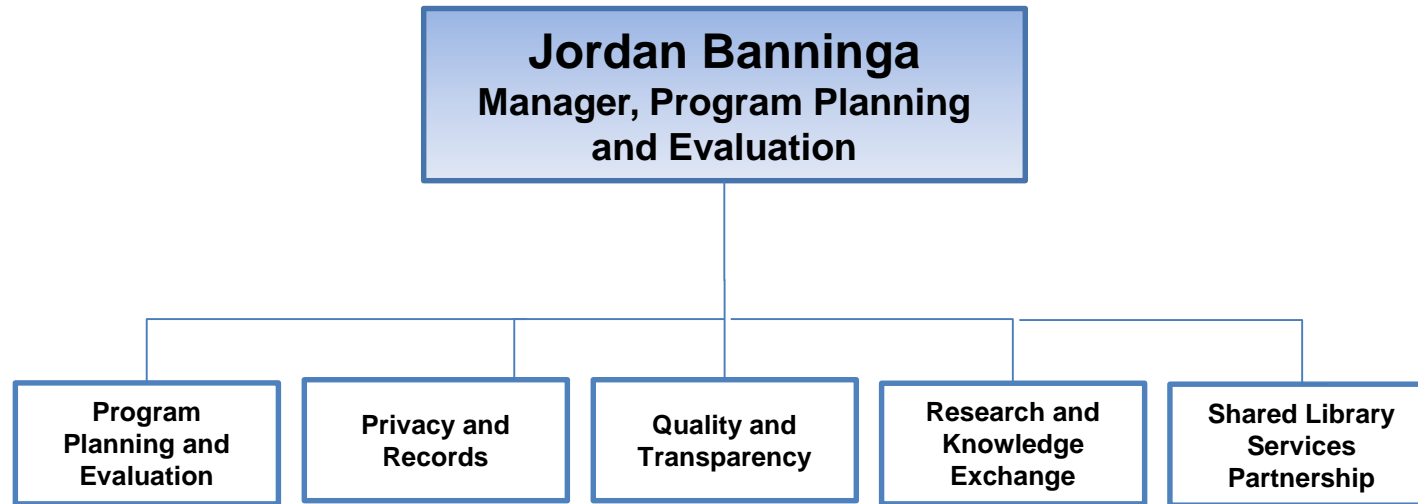 Jordan Banninga
Manager, Program Planning
and Evaluation
Program
Planning and
Evaluation
Privacy and
Records
Quality and
Transparency
Research and
Knowledge
Exchange
Shared Library
Services
Partnership